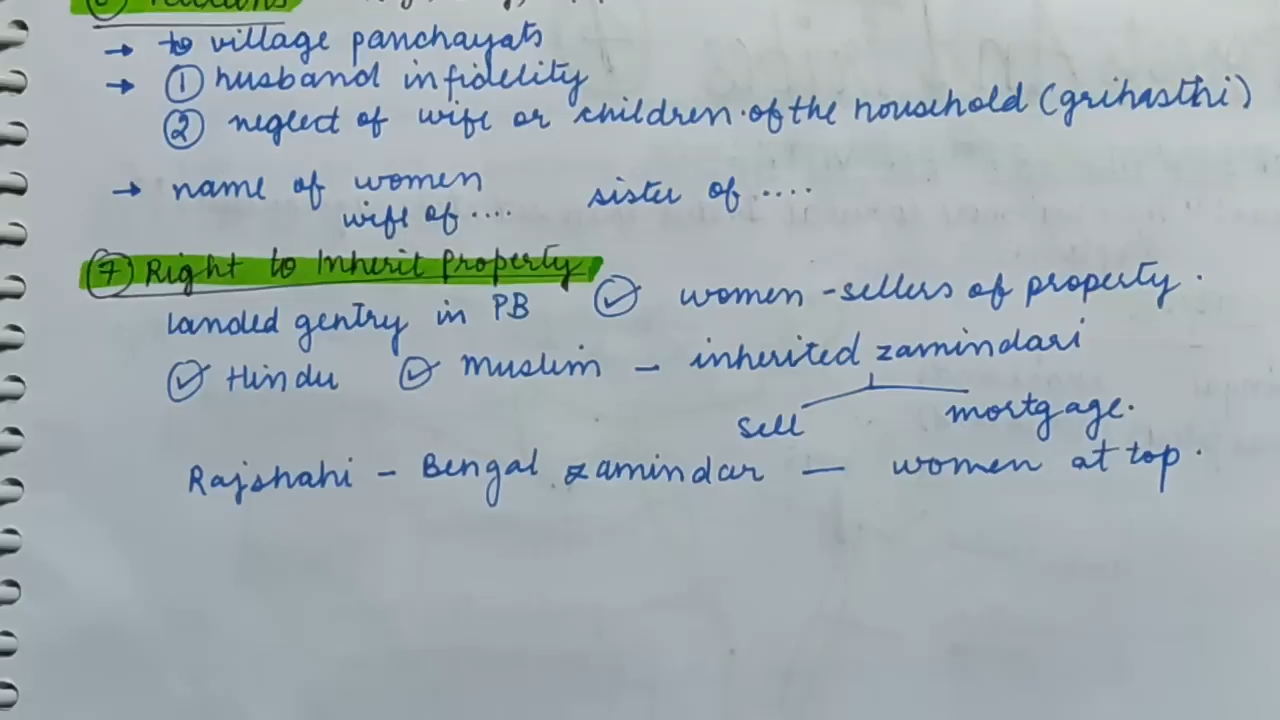 → to village panchayats
→ ① husband infidelity
② neglect of wife or children of the household (grihasthi)
→ name of women sister of ....
wife of ....
⑦ Right to Inherit Property
landed gentry in PB ✓ women - sellers of property.
✓ Hindu ✓ Muslim - inherited zamindari
sell mortgage.
Rajshahi - Bengal zamindar — women at top.